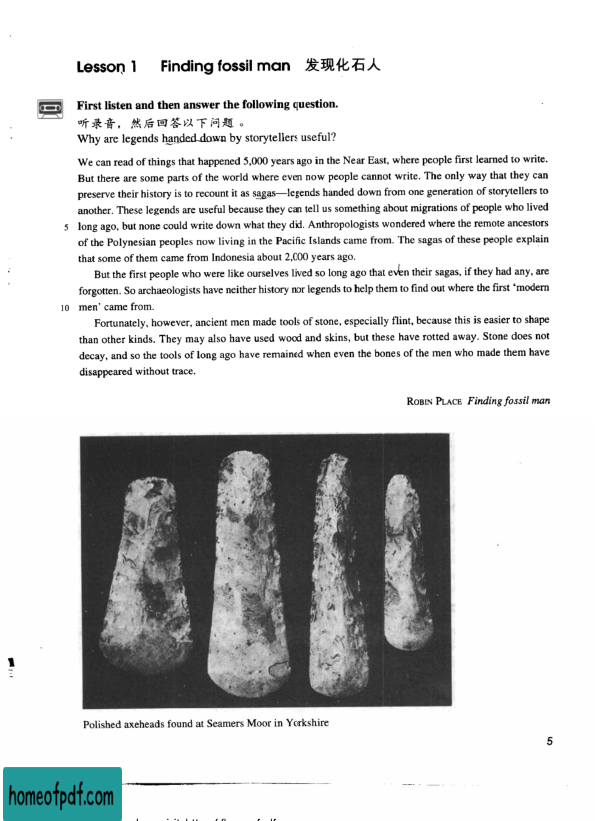 Lesson 1 Finding fossil man 发现化石人
First listen and then answer the following question.
听录音，然后回答以下问题。
Why are legends handed down by storytellers useful?
We can read of things that happened 5,000 years ago in the Near East, where people first learned to write.
But there are some parts of the world where even now people cannot write. The only way that they can
preserve their history is to recount it as sagas—legends handed down from one generation of storytellers to
another. These legends are useful because they can tell us something about migrations of people who lived
5 long ago, but none could write down what they did. Anthropologists wondered where the remote ancestors
of the Polynesian peoples now living in the Pacific Islands came from. The sagas of these people explain
that some of them came from Indonesia about 2,000 years ago.
But the first people who were like ourselves lived so long ago that even their sagas, if they had any, are
forgotten. So archaeologists have neither history nor legends to help them to find out where the first ‘modern
10 men’ came from.
Fortunately, however, ancient men made tools of stone, especially flint, because this is easier to shape
than other kinds. They may also have used wood and skins, but these have rotted away. Stone does not
decay, and so the tools of long ago have remained when even the bones of the men who made them have
disappeared without trace.
ROBIN PLACE Finding fossil man
Polished axeheads found at Seamers Moor in Yorkshire
5
homeofpdf.com